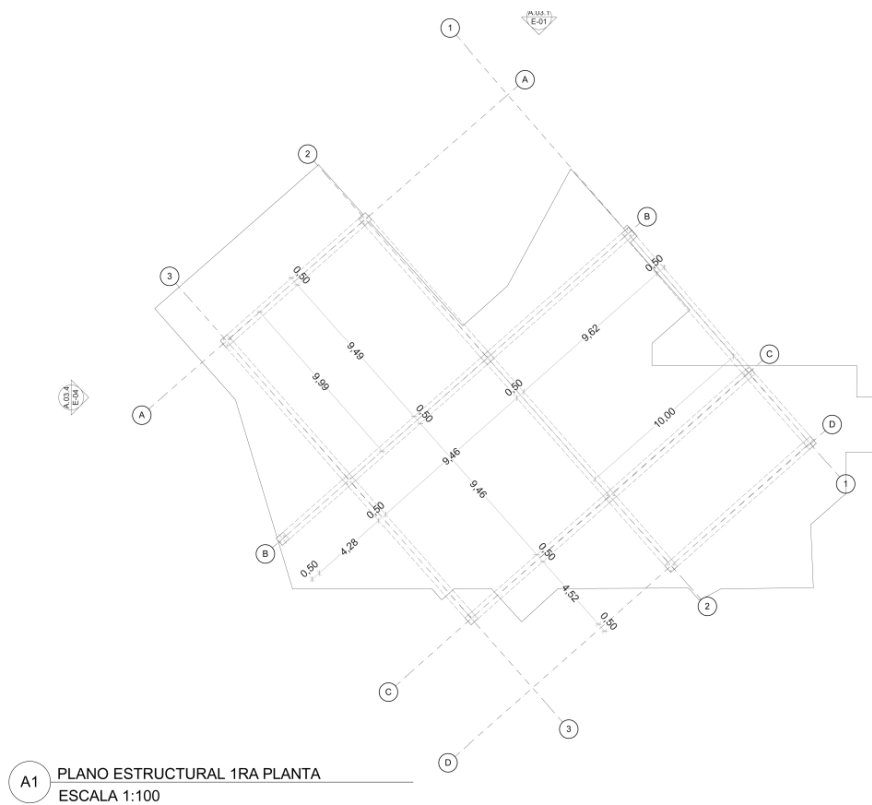 A.03.1
E-01
1
A
2
B
3
0,50
0,50
9,62
9,49
9,99
C
0,50
A.03.4
E-04
A
0,50
10,00
D
9,46
9,46
1
0,50
4,28
B
0,50
0,50
4,52
2
0,50
C
3
D
A1
PLANO ESTRUCTURAL 1RA PLANTA
ESCALA 1:100